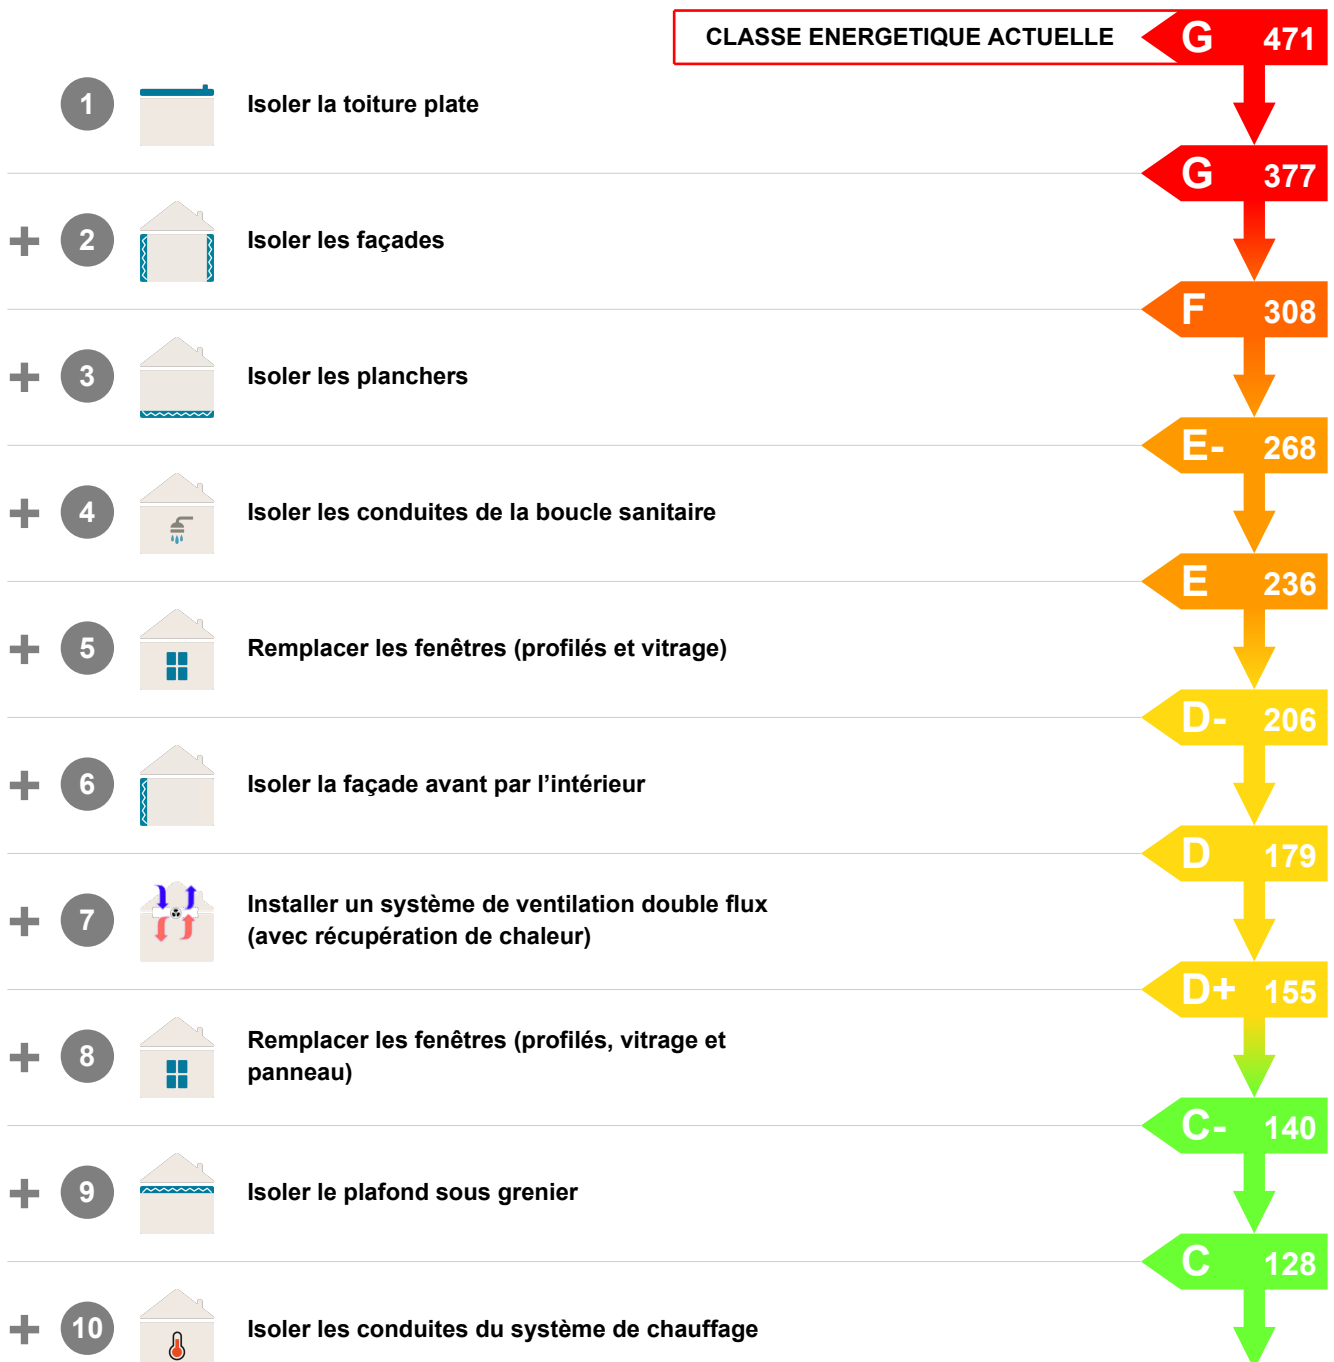 CLASSE ENERGETIQUE ACTUELLE G 471
1 Isoler la toiture plate
G 377
+ 2 Isoler les façades
F 308
+ 3 Isoler les planchers
E- 268
+ 4 Isoler les conduites de la boucle sanitaire
E 236
+ 5 Remplacer les fenêtres (profilés et vitrage)
D- 206
+ 6 Isoler la façade avant par l’intérieur
D 179
+ 7 Installer un système de ventilation double flux
(avec récupération de chaleur)
D+ 155
+ 8 Remplacer les fenêtres (profilés, vitrage et
panneau)
C- 140
+ 9 Isoler le plafond sous grenier
C 128
+ 10 Isoler les conduites du système de chauffage